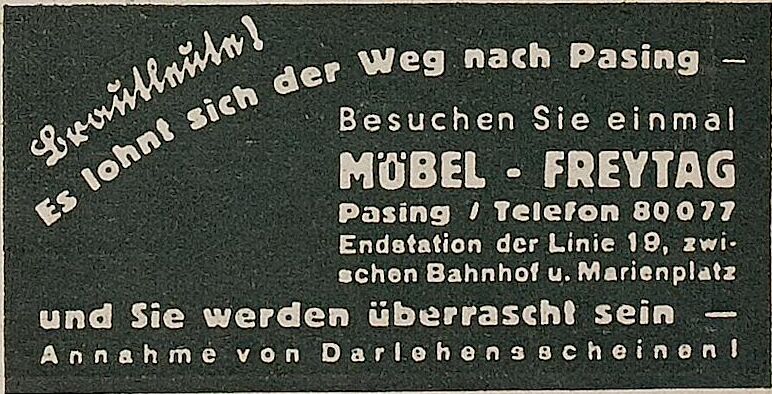 Brautleute!
Es lohnt sich der Weg nach Pasing —
Besuchen Sie einmal
MÖBEL - FREYTAG
Pasing / Telefon 80077
Endstation der Linie 19, zwi-
schen Bahnhof u. Marienplatz
und Sie werden überrascht sein —
Annahme von Darlehensscheinen!